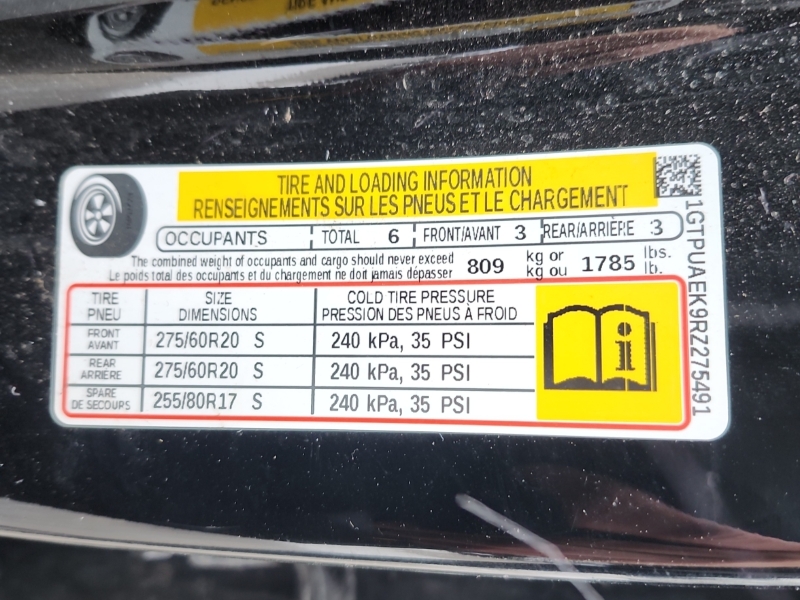 TIRE AND LOADING INFORMATION
RENSEIGNEMENTS SUR LES PNEUS ET LE CHARGEMENT
OCCUPANTS TOTAL 6 FRONT/AVANT 3 REAR/ARRIÈRE 3
The combined weight of occupants and cargo should never exceed 809 kg or 1785 lbs.
Le poids total des occupants et du chargement ne doit jamais dépasser kg ou lb.
TIRE SIZE COLD TIRE PRESSURE
PNEU DIMENSIONS PRESSION DES PNEUS À FROID
FRONT
AVANT 275/60R20 S 240 kPa, 35 PSI
REAR
ARRIÈRE 275/60R20 S 240 kPa, 35 PSI
SPARE
DE SECOURS 255/80R17 S 240 kPa, 35 PSI
i
1GTPUAEK9RZ275491